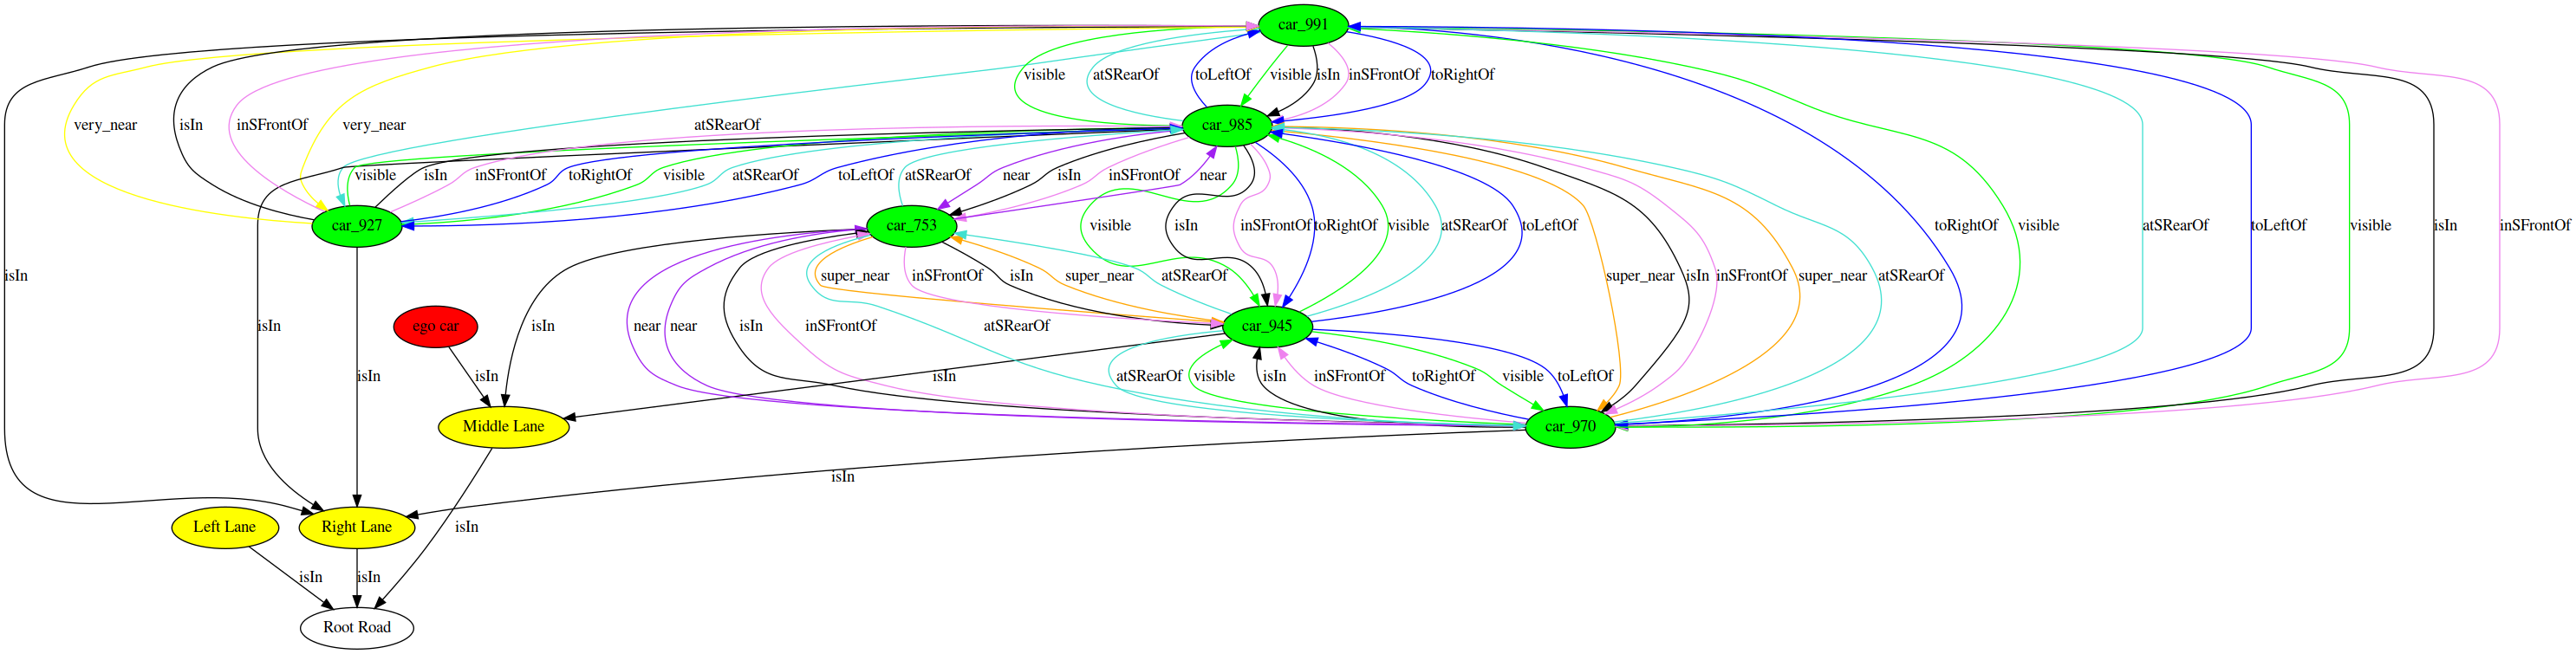 car_991
visible atSRearOf toLeftOf visible isIn inSFrontOf toRightOf
very_near isIn inSFrontOf very_near atSRearOf car_985
visible isIn inSFrontOf toRightOf visible atSRearOf toLeftOf atSRearOf near isIn inSFrontOf near
car_927 car_753 visible isIn inSFrontOf toRightOf visible atSRearOf toLeftOf toRightOf visible atSRearOf toLeftOf visible isIn inSFrontOf
isIn super_near inSFrontOf isIn super_near atSRearOf super_near isIn inSFrontOf super_near atSRearOf
isIn ego car isIn near near isIn inSFrontOf atSRearOf car_945
isIn isIn isIn atSRearOf visible isIn inSFrontOf toRightOf visible toLeftOf
Middle Lane car_970
isIn
Left Lane Right Lane isIn
isIn isIn
Root Road